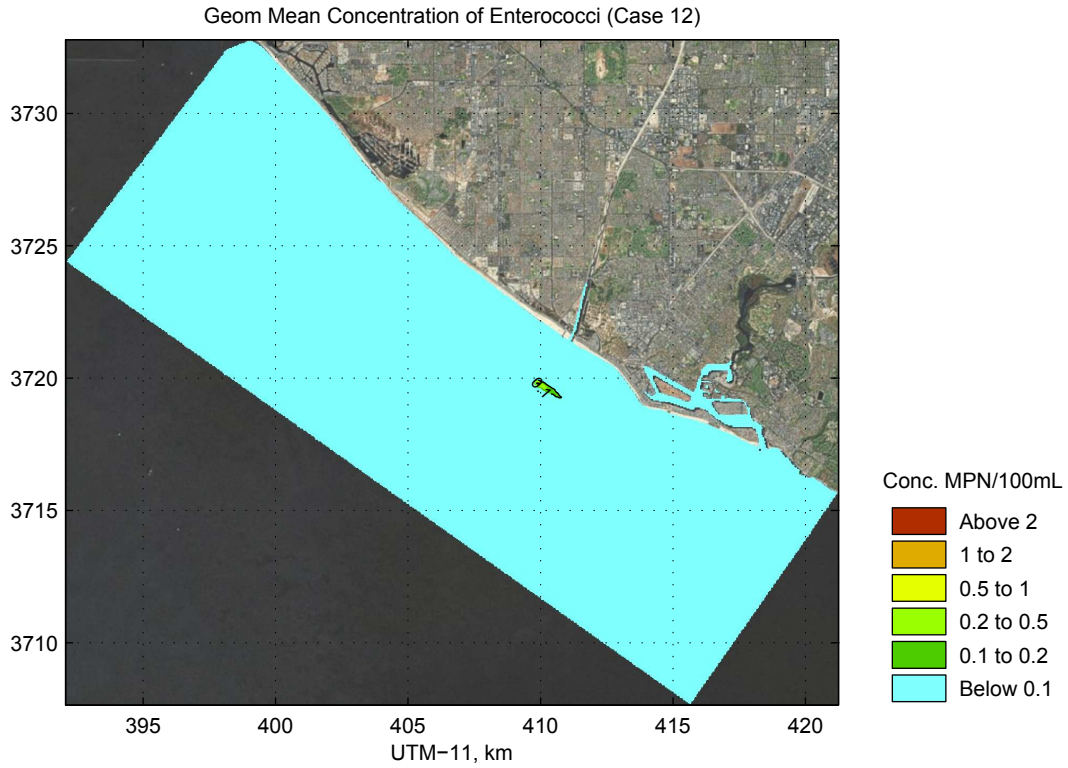 Geom Mean Concentration of Enterococci (Case 12)
3730
3725
3720
3715
3710
395 400 405 410 415 420
UTM−11, km
Conc. MPN/100mL
Above 2
1 to 2
0.5 to 1
0.2 to 0.5
0.1 to 0.2
Below 0.1